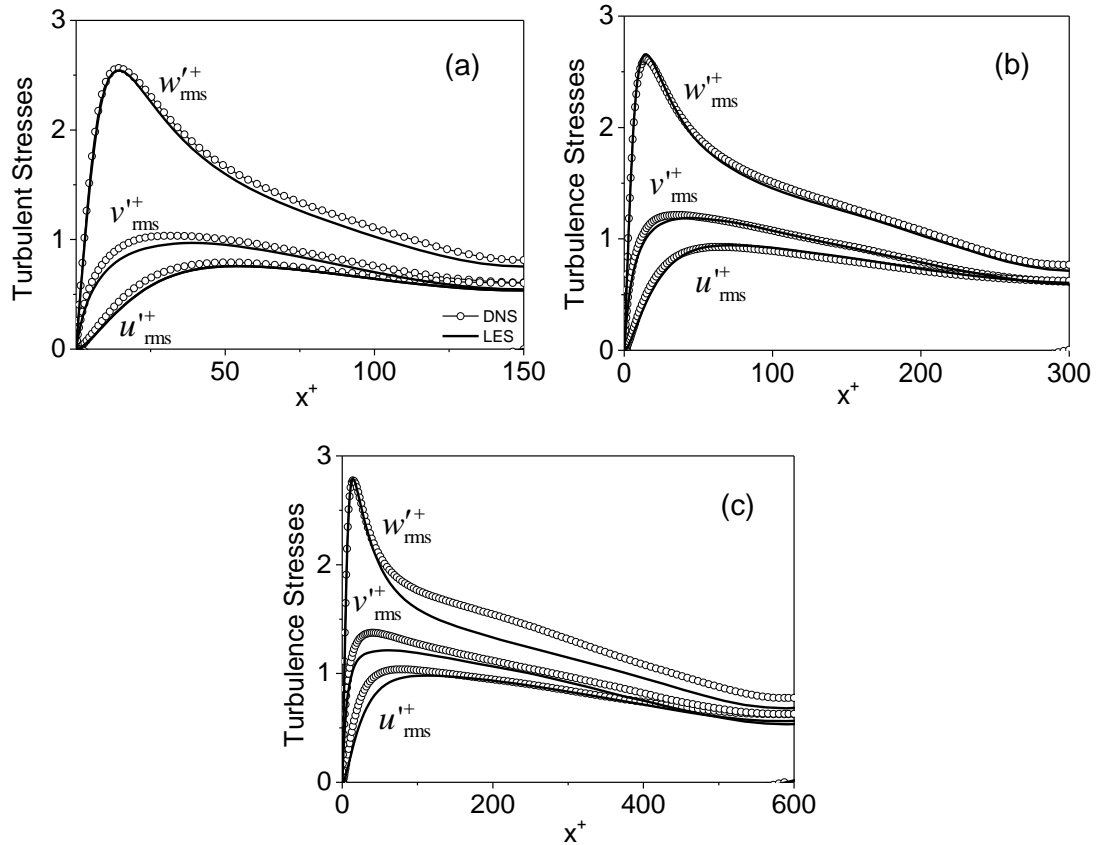 3
2
1
0
Turbulent Stresses
(a)
w'⁺rms
v'⁺rms
u'⁺rms
DNS
LES
50
100
150
x⁺
3
2
1
0
Turbulence Stresses
(b)
w'⁺rms
v'⁺rms
u'⁺rms
0
100
200
300
x⁺
3
2
1
0
Turbulence Stresses
(c)
w'⁺rms
v'⁺rms
u'⁺rms
0
200
400
600
x⁺